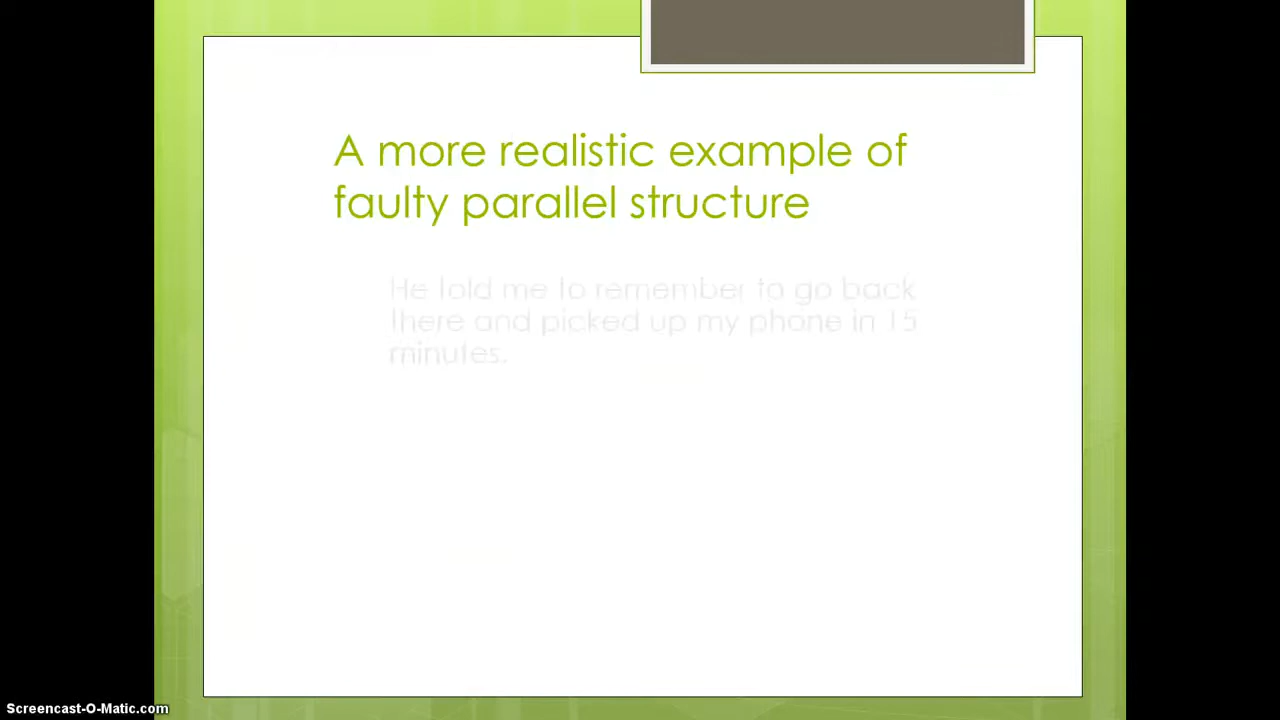 A more realistic example of
faulty parallel structure
He told me to remember to go back
there and picked up my phone in 15
minutes.
Screencast-O-Matic.com